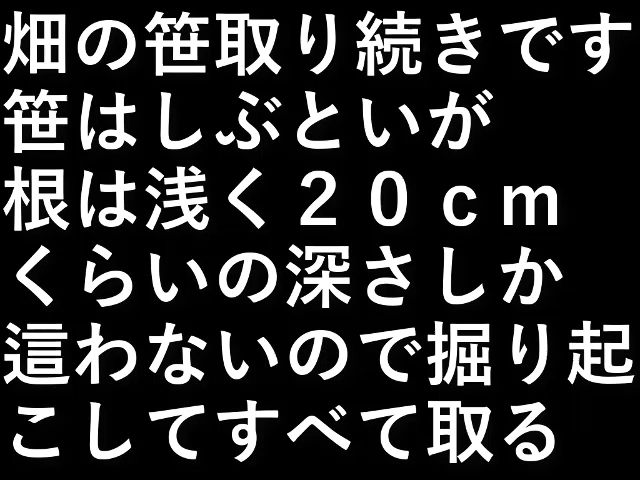 畑の笹取り続きです
笹はしぶといが
根は浅く２０ｃｍ
くらいの深さしか
這わないので掘り起
こしてすべて取る